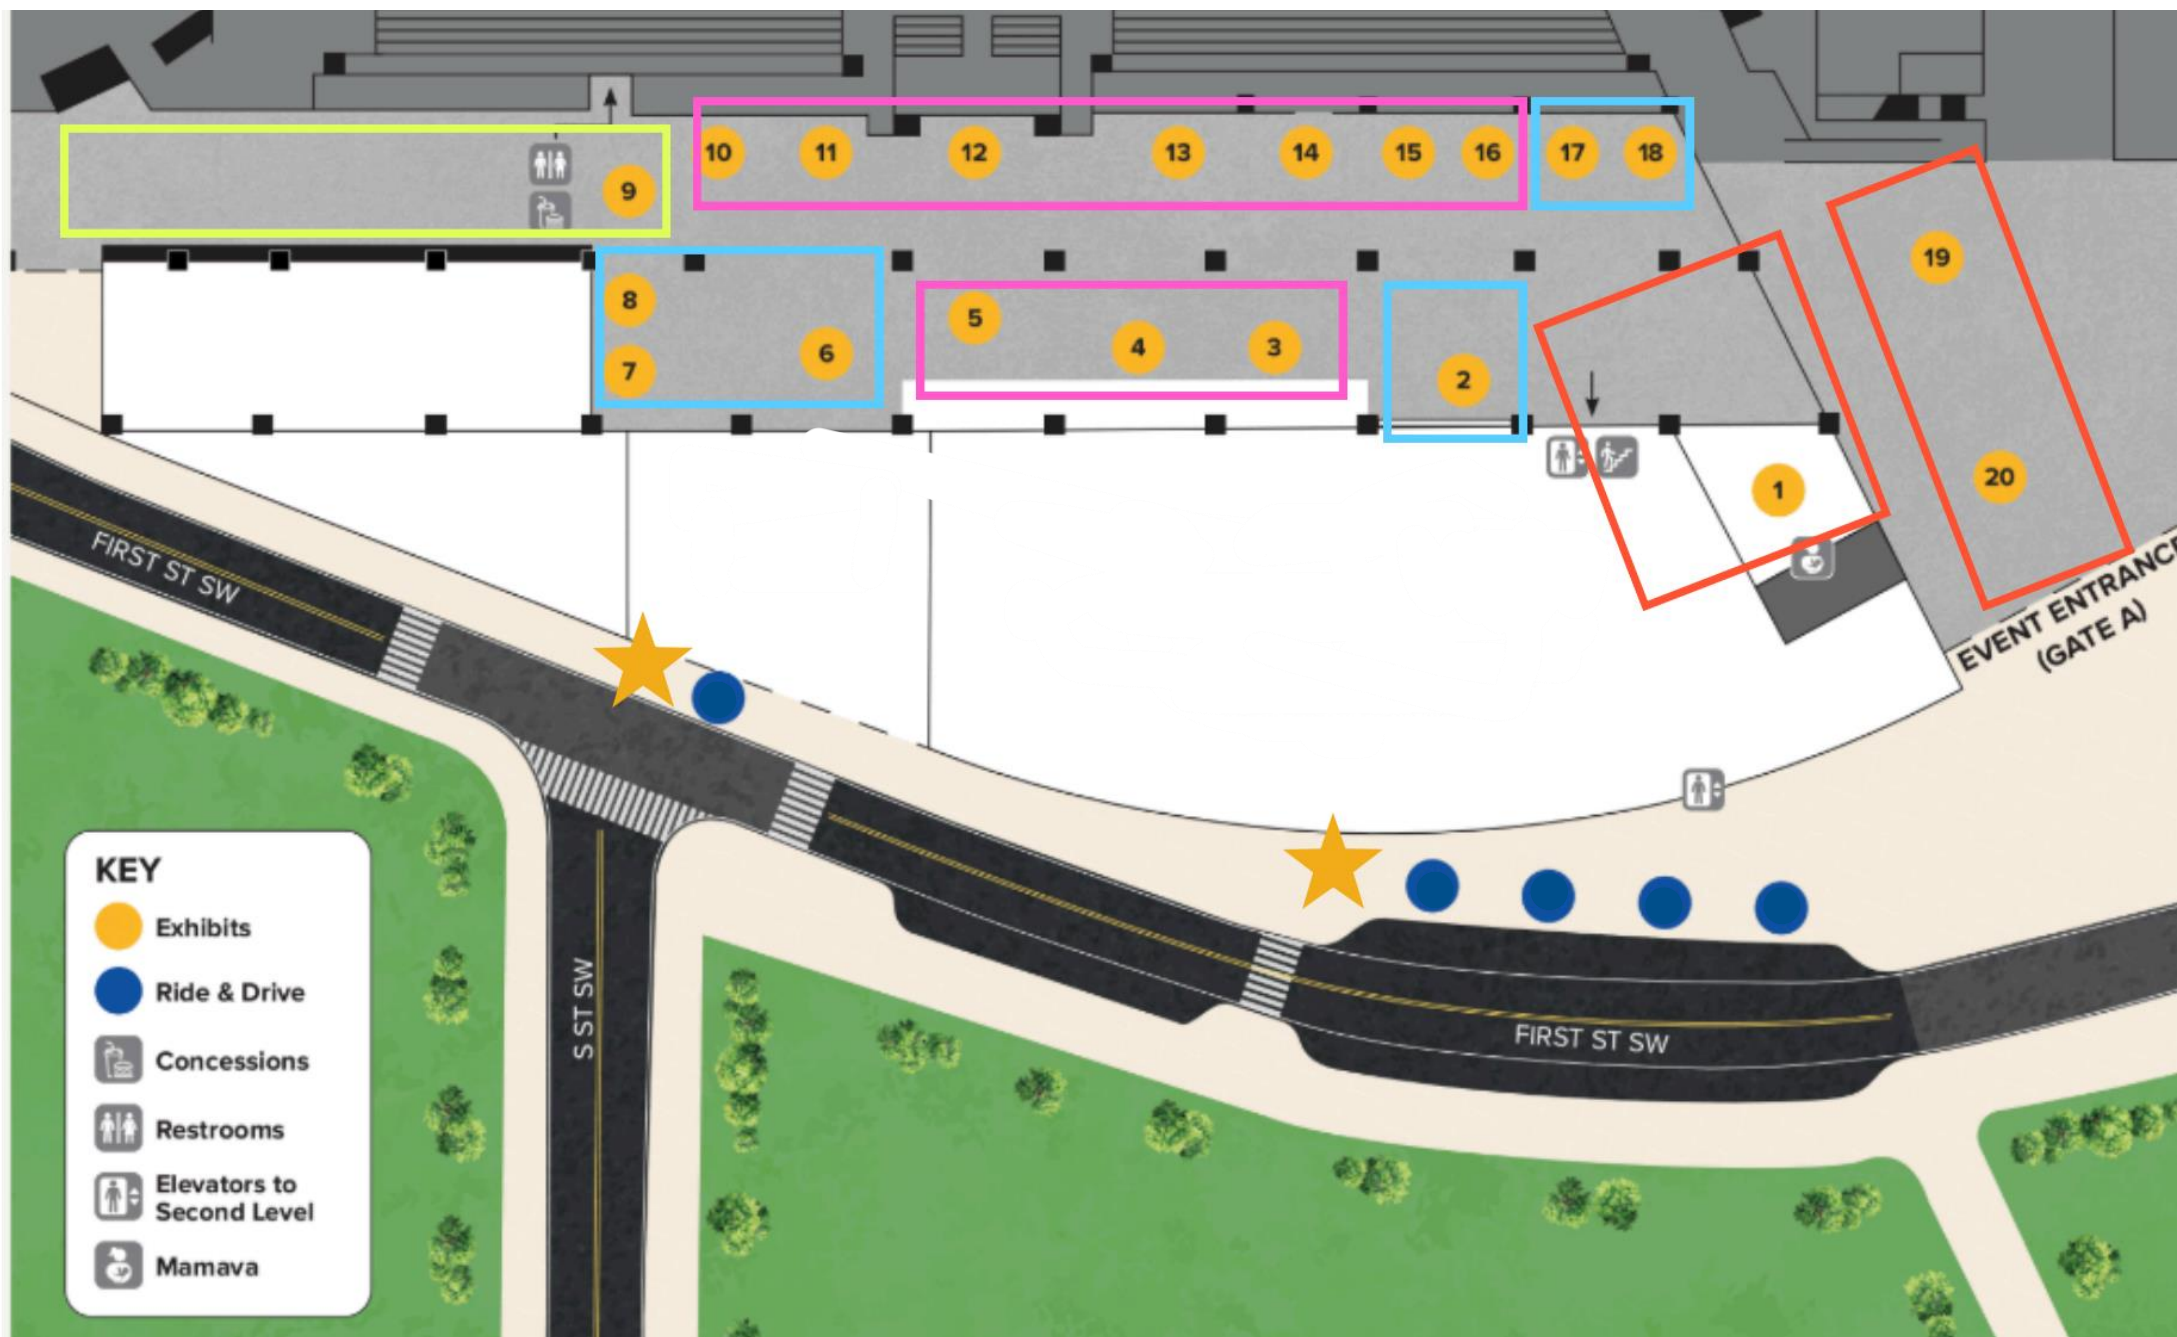 10
11
12
13
14
15
16
17
18
9
19
8
5
7
6
4
3
2
20
1
EVENT ENTRANCE
(GATE A)
FIRST ST SW
KEY
Exhibits
Ride & Drive
Concessions
Restrooms
Elevators to
Second Level
Mamava
S ST SW
FIRST ST SW